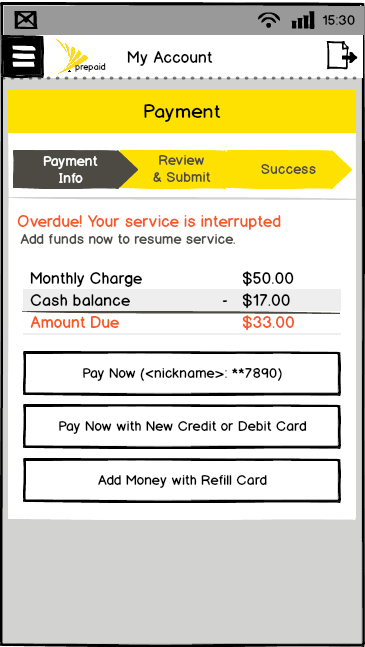 15:30
prepaid
My Account
Payment
Payment
Info
Review
& Submit
Success
Overdue! Your service is interrupted
Add funds now to resume service.
Monthly Charge $50.00
Cash balance - $17.00
Amount Due $33.00
Pay Now (<nickname>: **7890)
Pay Now with New Credit or Debit Card
Add Money with Refill Card